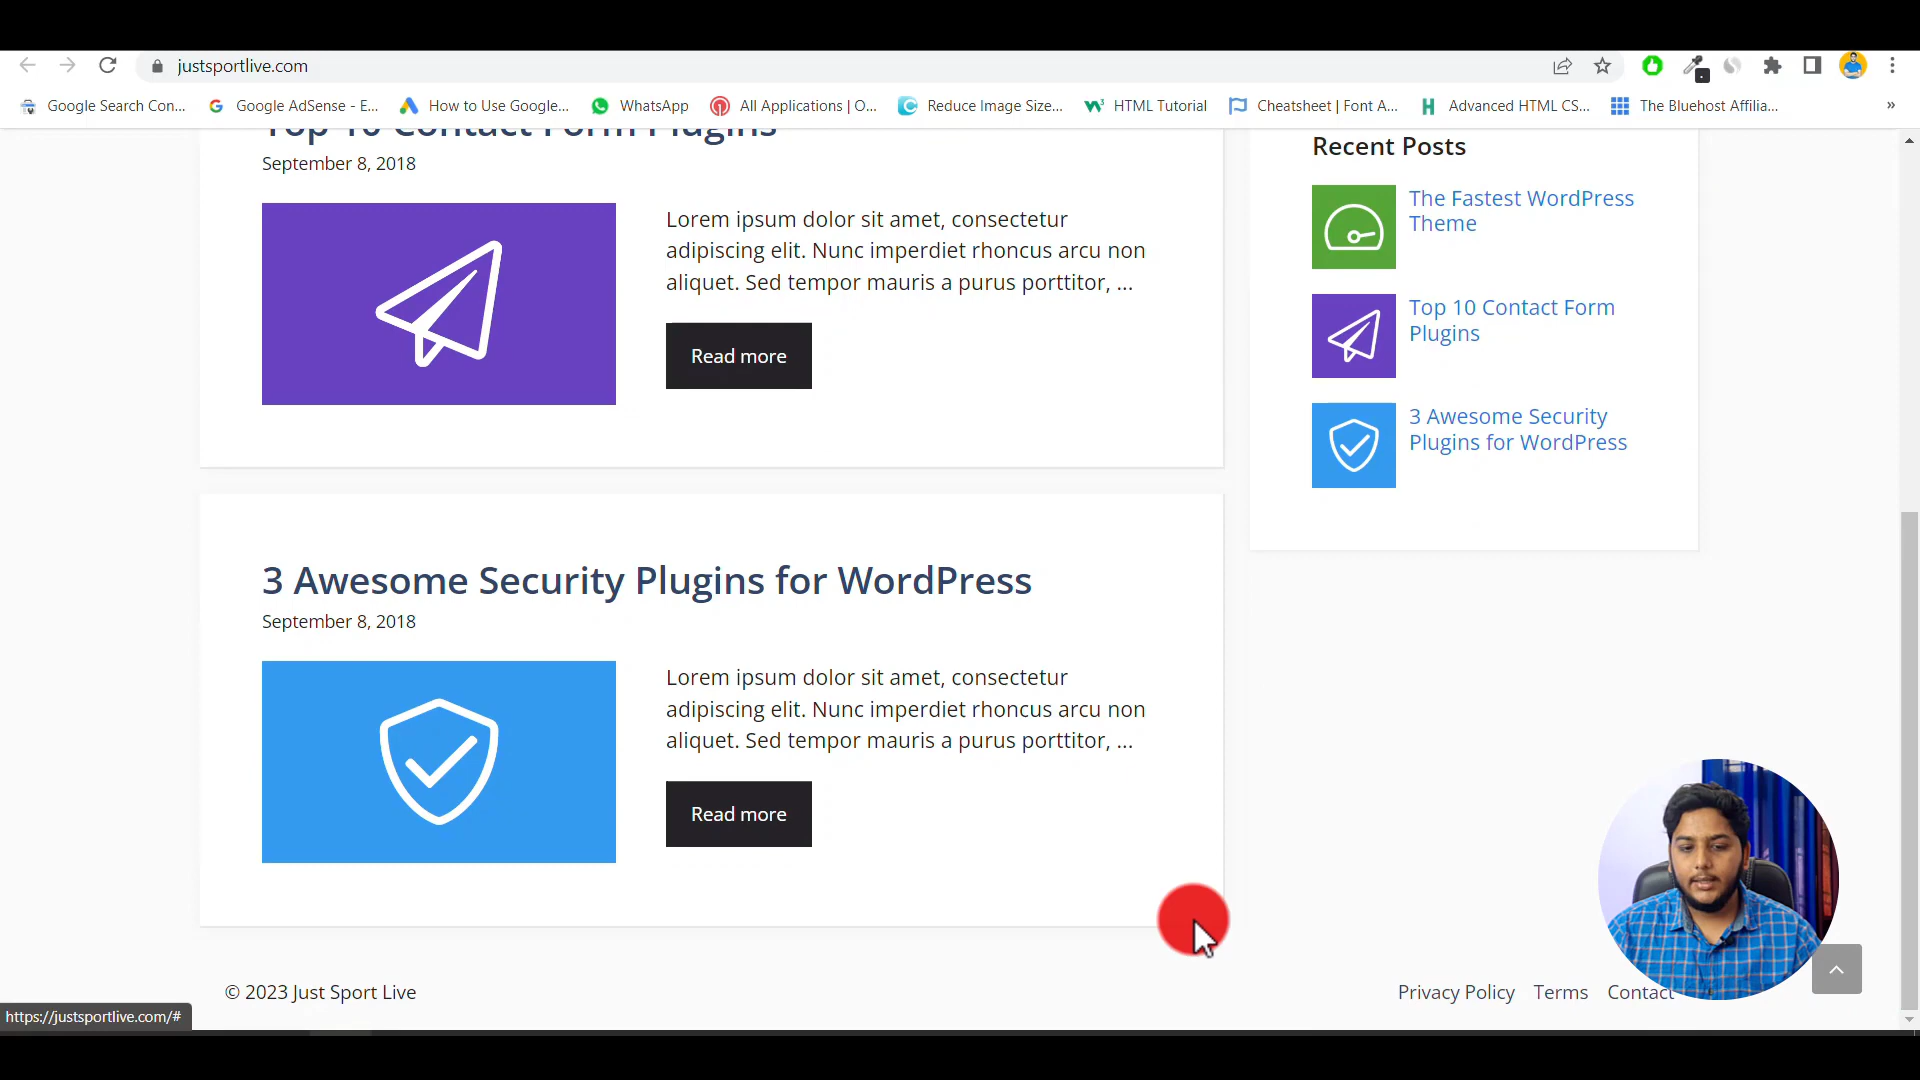 justsportlive.com
Google Search Con... Google AdSense - E... How to Use Google... WhatsApp All Applications | O... Reduce Image Size... HTML Tutorial Cheatsheet | Font A... Advanced HTML CS... The Bluehost Affilia... »
Top 10 Contact Form Plugins
September 8, 2018
Lorem ipsum dolor sit amet, consectetur
adipiscing elit. Nunc imperdiet rhoncus arcu non
aliquet. Sed tempor mauris a purus porttitor, ...
Read more
3 Awesome Security Plugins for WordPress
September 8, 2018
Lorem ipsum dolor sit amet, consectetur
adipiscing elit. Nunc imperdiet rhoncus arcu non
aliquet. Sed tempor mauris a purus porttitor, ...
Read more
Recent Posts
The Fastest WordPress
Theme
Top 10 Contact Form
Plugins
3 Awesome Security
Plugins for WordPress
© 2023 Just Sport Live
Privacy Policy Terms Contact
https://justsportlive.com/#